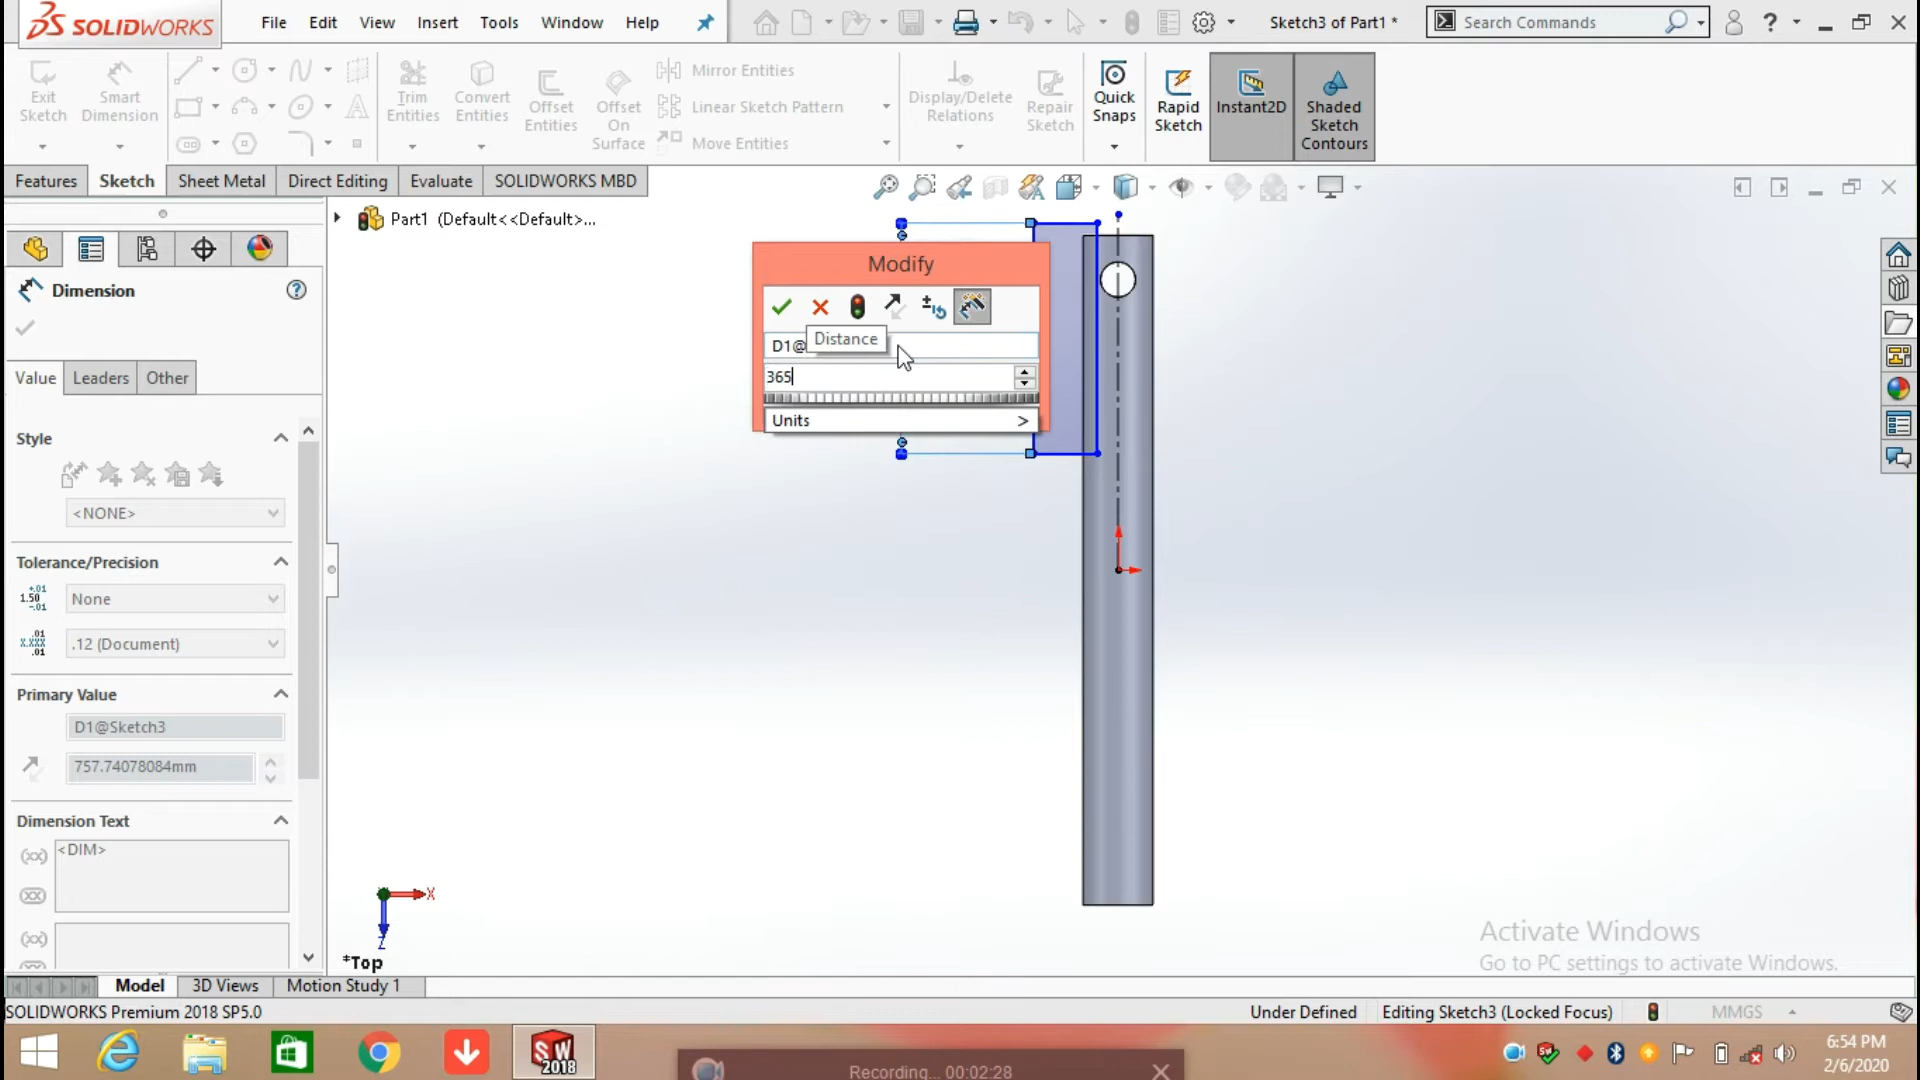 SOLIDWORKS
File Edit View Insert Tools Window Help
Sketch3 of Part1 *
Search Commands
?
Exit Sketch
Smart Dimension
Trim Entities
Convert Entities
Offset Entities
Offset On Surface
Mirror Entities
Linear Sketch Pattern
Move Entities
Display/Delete Relations
Repair Sketch
Quick Snaps
Rapid Sketch
Instant2D
Shaded Sketch Contours
Features Sketch Sheet Metal Direct Editing Evaluate SOLIDWORKS MBD
Part1 (Default<<Default>...
Dimension
Value Leaders Other
Style
<NONE>
Tolerance/Precision
None
.12 (Document)
Primary Value
D1@Sketch3
757.74078084mm
Dimension Text
<DIM>
Modify
Distance
D1@
365
Units >
X
Z
*Top
Activate Windows
Go to PC settings to activate Windows.
Model 3D Views Motion Study 1
SOLIDWORKS Premium 2018 SP5.0
Under Defined
Editing Sketch3 (Locked Focus)
MMGS
SW 2018
Recording... 00:02:28
6:54 PM
2/6/2020